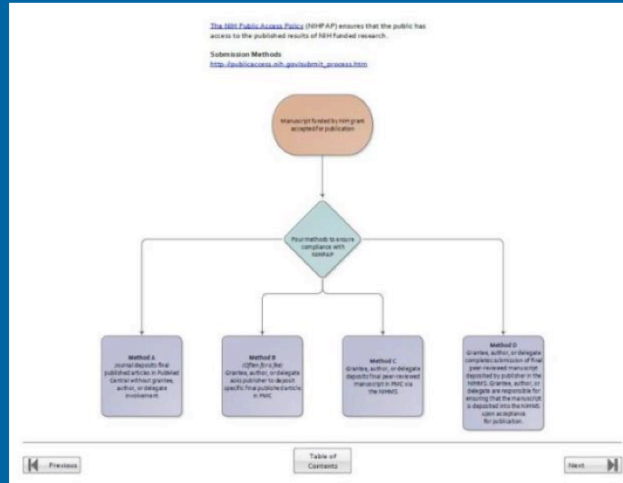 The NIH Public Access Policy (NIHPAP) ensures that the public has
access to the published results of NIH funded research.
Submission Methods
http://publicaccess.nih.gov/submit_process.htm
Manuscript funded by NIH grant
accepted for publication
Four methods to ensure
compliance with
NIHPAP
Method A
Journal deposits final
published articles in PubMed
Central without grantee,
author, or delegate
involvement.
Method B
(Often for a fee)
Grantee, author, or delegate
asks publisher to deposit
specific final published article
in PMC
Method C
Grantee, author, or delegate
deposits final peer-reviewed
manuscript in PMC via
the NIHMS
Method D
Grantee, author, or delegate
completes submission of final
peer-reviewed manuscript
deposited by publisher in the
NIHMS. Grantee, author, or
delegate are responsible for
ensuring that the manuscript
is deposited into the NIHMS
upon acceptance
for publication.
Previous
Table of
Contents
Next